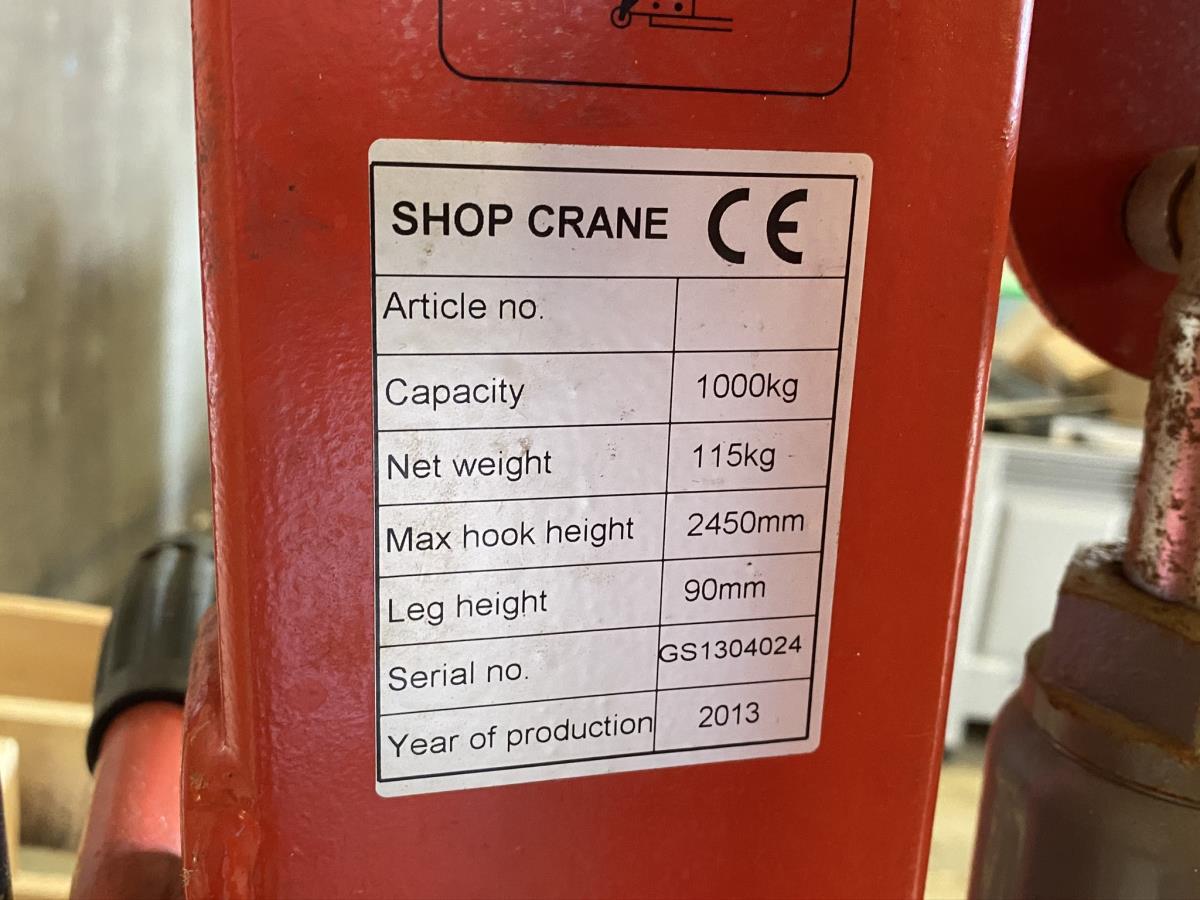 SHOP CRANE CE
Article no.
Capacity 1000kg
Net weight 115kg
Max hook height 2450mm
Leg height 90mm
Serial no. GS1304024
Year of production 2013